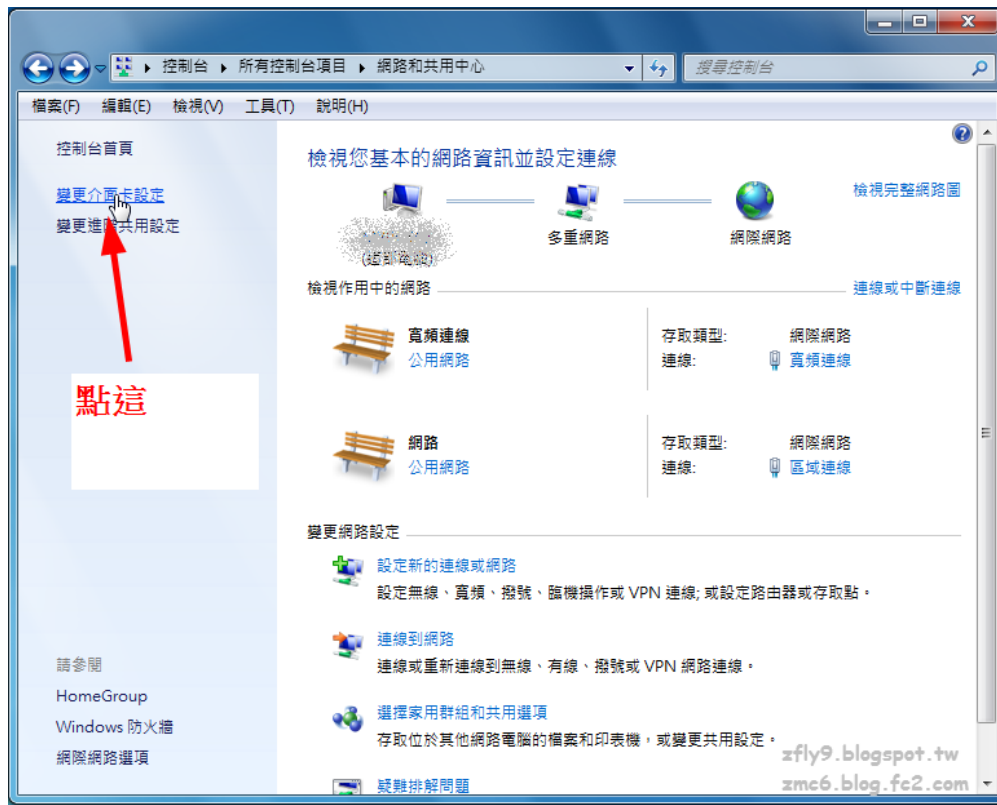 控制台 ▸ 所有控制台項目 ▸ 網路和共用中心
搜尋控制台
檔案(F) 編輯(E) 檢視(V) 工具(T) 說明(H)
控制台首頁
變更介面卡設定
變更進階共用設定
點這
請參閱
HomeGroup
Windows 防火牆
網際網路選項
檢視您基本的網路資訊並設定連線
檢視完整網路圖
多重網路
網際網路
檢視作用中的網路
連線或中斷連線
寬頻連線
公用網路
存取類型: 網際網路
連線: 寬頻連線
網路
公用網路
存取類型: 網際網路
連線: 區域連線
變更網路設定
設定新的連線或網路
設定無線、寬頻、撥號、臨機操作或 VPN 連線; 或設定路由器或存取點。
連線到網路
連線或重新連線到無線、有線、撥號或 VPN 網路連線。
選擇家用群組和共用選項
存取位於其他網路電腦的檔案和印表機，或變更共用設定。
疑難排解問題
zfly9.blogspot.tw
zmc6.blog.fc2.com